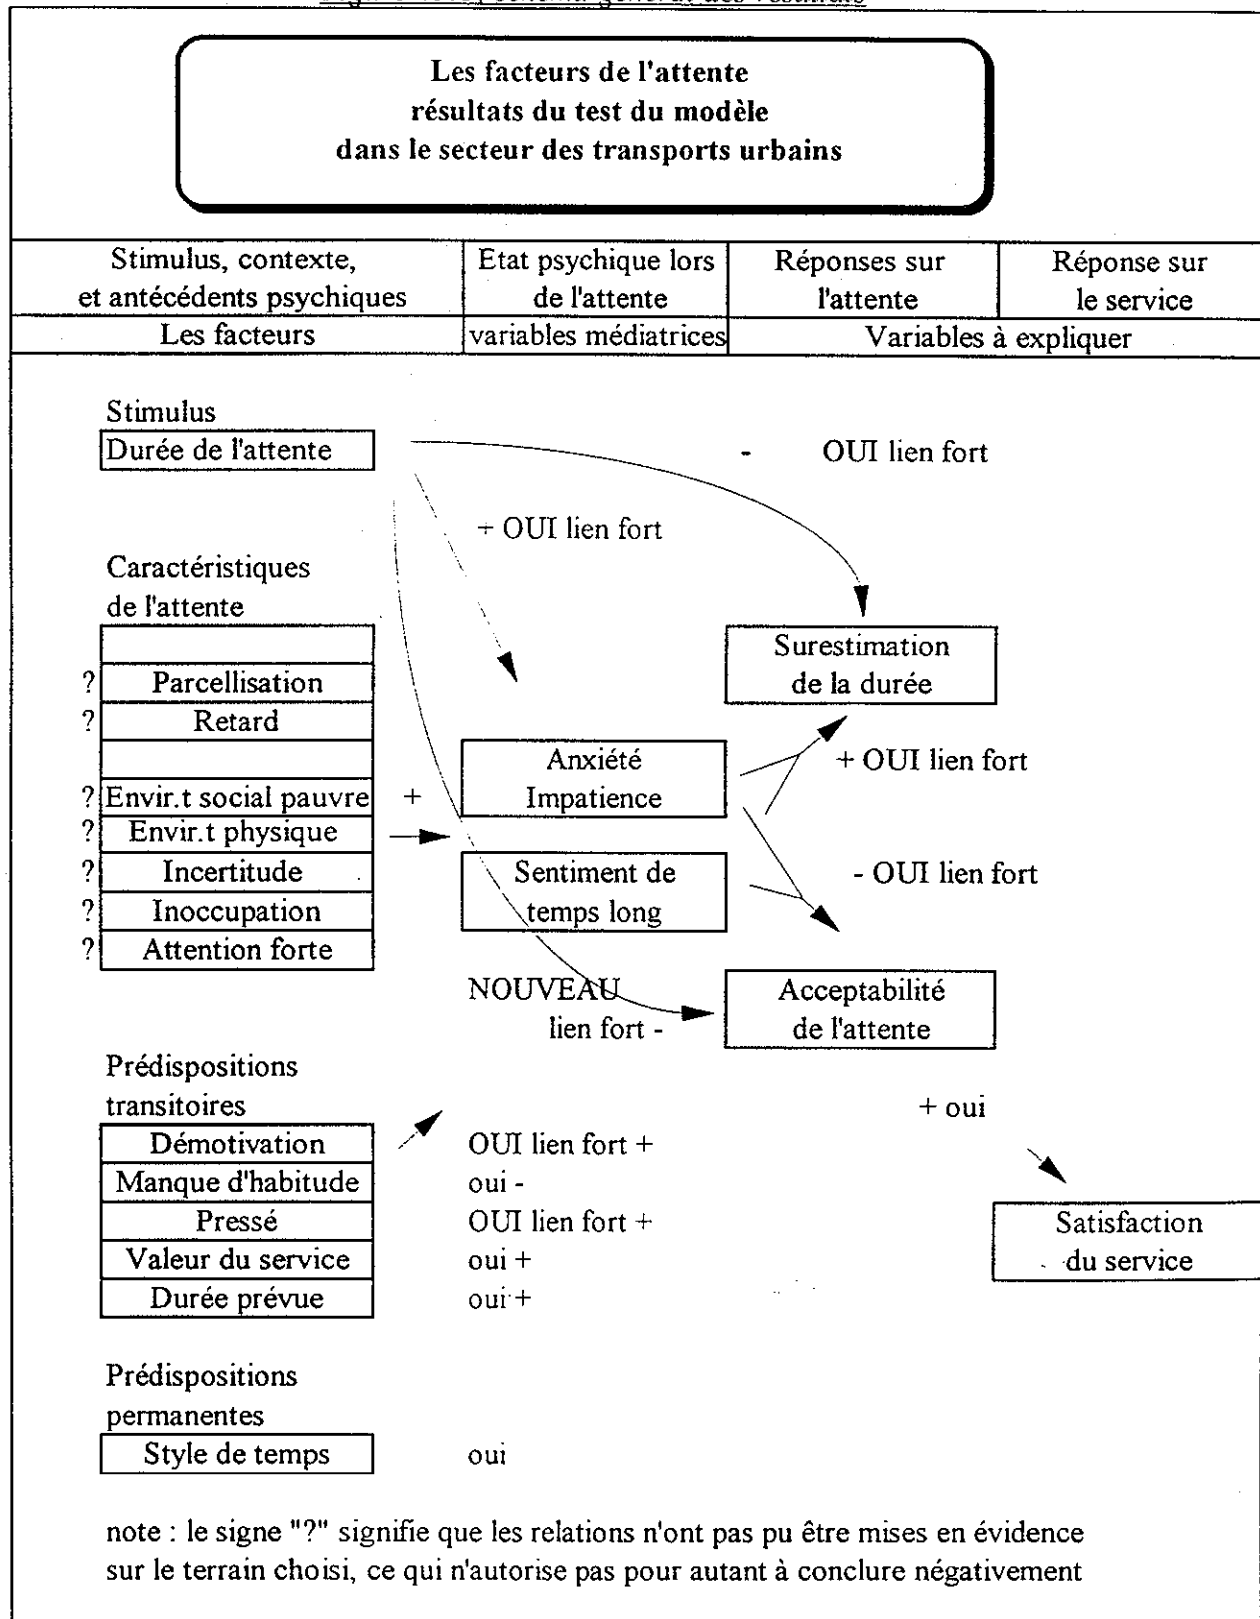 Les facteurs de l'attente
résultats du test du modèle
dans le secteur des transports urbains
Stimulus, contexte,
et antécédents psychiques
Etat psychique lors
de l'attente
Réponses sur
l'attente
Réponse sur
le service
Les facteurs
variables médiatrices
Variables à expliquer
Stimulus
Durée de l'attente
- OUI lien fort
+ OUI lien fort
Caractéristiques
de l'attente
? Parcellisation
? Retard
? Envir.t social pauvre +
? Envir.t physique
? Incertitude
? Inoccupation
? Attention forte
Surestimation
de la durée
Anxiété
Impatience
+ OUI lien fort
Sentiment de
temps long
- OUI lien fort
NOUVEAU
lien fort -
Acceptabilité
de l'attente
Prédispositions
transitoires
+ oui
Démotivation OUI lien fort +
Manque d'habitude oui -
Pressé OUI lien fort +
Valeur du service oui +
Durée prévue oui +
Satisfaction
du service
Prédispositions
permanentes
Style de temps oui
note : le signe "?" signifie que les relations n'ont pas pu être mises en évidence
sur le terrain choisi, ce qui n'autorise pas pour autant à conclure négativement